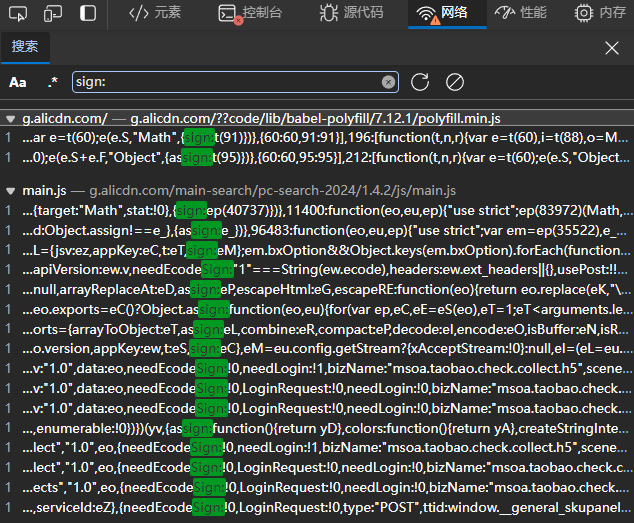 元素 控制台 源代码 网络 性能 内存
搜索
Aa .* sign:
g.alicdn.com/ — g.alicdn.com/??code/lib/babel-polyfill/7.12.1/polyfill.min.js
1 ...ar e=t(60);e(e.S,"Math",{sign:t(91)})},{60:60,91:91}],196:[function(t,n,r){var e=t(60),i=t(88),o=M...
1 ...0);e(e.S+e.F,"Object",{assign:t(95)})},{60:60,95:95}],212:[function(t,n,r){var e=t(60);e(e.S,"Object...
main.js — g.alicdn.com/main-search/pc-search-2024/1.4.2/js/main.js
1 ...{target:"Math",stat:!0},{sign:ep(40737)})},11400:function(eo,eu,ep){"use strict";ep(83972)(Math,...
1 ...d:Object.assign!==e_},{assign:e_})},96483:function(eo,eu,ep){"use strict";var em=ep(35522),e_...
1 ...L={jsv:ez,appKey:eC,t:eT,sign:eM};em.bxOption&&Object.keys(em.bxOption).forEach(function...
1 ...apiVersion:ew.v,needEcodeSign:"1"===String(ew.ecode),headers:ew.ext_headers||{},usePost:!!...
1 ...null,arrayReplaceAt:eD,assign:eP,escapeHtml:eG,escapeRE:function(eo){return eo.replace(eK,"\...
1 ...eo.exports=eC()?Object.assign:function(eo,eu){for(var ep,eC,eE=eS(eo),eT=1;eT<arguments.le...
1 ...orts={arrayToObject:eT,assign:eL,combine:eR,compact:eP,decode:eI,encode:eO,isBuffer:eN,isR...
1 ...o.version,appKey:ew,t:eS,sign:eC},eM=eu.config.getStream?{xAcceptStream:!0}:null,eI=(eL=eu...
1 ...v:"1.0",data:eo,needEcodeSign:!0,needLogin:!1,bizName:"msoa.taobao.check.collect.h5",scene...
1 ...v:"1.0",data:eo,needEcodeSign:!0,LoginRequest:!0,needLogin:!0,bizName:"msoa.taobao.check....
1 ...v:"1.0",data:eo,needEcodeSign:!0,LoginRequest:!0,needLogin:!0,bizName:"msoa.taobao.check....
1 ...,enumerable:!0})})(yv,{assign:function(){return yD},colors:function(){return yA},createStringInte...
1 ...lect","1.0",eo,{needEcodeSign:!0,needLogin:!1,bizName:"msoa.taobao.check.collect.h5",scene...
1 ...lect","1.0",eo,{needEcodeSign:!0,LoginRequest:!0,needLogin:!0,bizName:"msoa.taobao.check.c...
1 ...ects","1.0",eo,{needEcodeSign:!0,LoginRequest:!0,needLogin:!0,bizName:"msoa.taobao.check....
1 ...,serviceId:eZ},{needEcodeSign:!0,LoginRequest:!0,type:"POST",ttid:window.__general_skupanel...